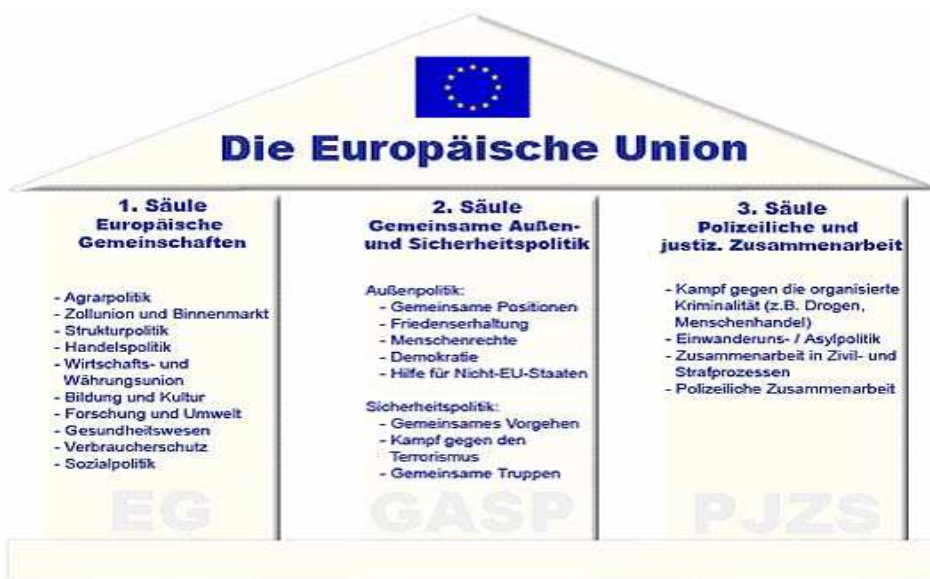 Die Europäische Union
1. Säule
Europäische
Gemeinschaften
- Agrarpolitik
- Zollunion und Binnenmarkt
- Strukturpolitik
- Handelspolitik
- Wirtschafts- und
Währungsunion
- Bildung und Kultur
- Forschung und Umwelt
- Gesundheitswesen
- Verbraucherschutz
- Sozialpolitik
EG
2. Säule
Gemeinsame Außen-
und Sicherheitspolitik
Außenpolitik:
- Gemeinsame Positionen
- Friedenserhaltung
- Menschenrechte
- Demokratie
- Hilfe für Nicht-EU-Staaten
Sicherheitspolitik:
- Gemeinsames Vorgehen
- Kampf gegen den
Terrorismus
- Gemeinsame Truppen
GASP
3. Säule
Polizeiliche und
justiz. Zusammenarbeit
- Kampf gegen die organisierte
Kriminalität (z.B. Drogen,
Menschenhandel)
- Einwanderuns- / Asylpolitik
- Zusammenarbeit in Zivil- und
Strafprozessen
- Polizeiliche Zusammenarbeit
PJZS